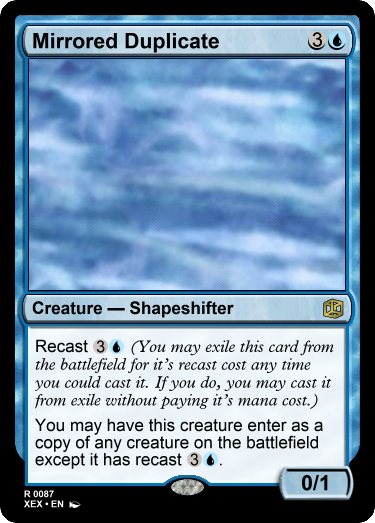 Mirrored Duplicate 3
Creature — Shapeshifter
Recast 3 (You may exile this card from
the battlefield for it's recast cost any time
you could cast it. If you do, you may cast it
from exile without paying it's mana cost.)
You may have this creature enter as a
copy of any creature on the battlefield
except it has recast 3 .
0/1
R 0087
XEX • EN